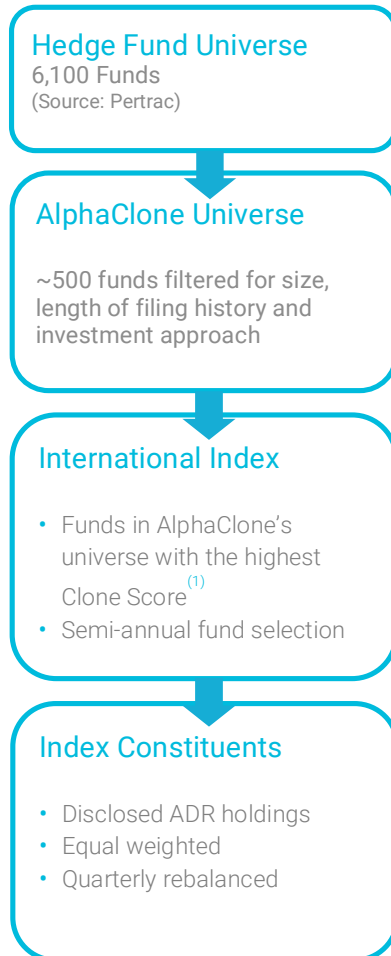 Hedge Fund Universe
6,100 Funds
(Source: Pertrac)
AlphaClone Universe
~500 funds filtered for size,
length of filing history and
investment approach
International Index
• Funds in AlphaClone's
universe with the highest
Clone Score(1)
• Semi-annual fund selection
Index Constituents
• Disclosed ADR holdings
• Equal weighted
• Quarterly rebalanced